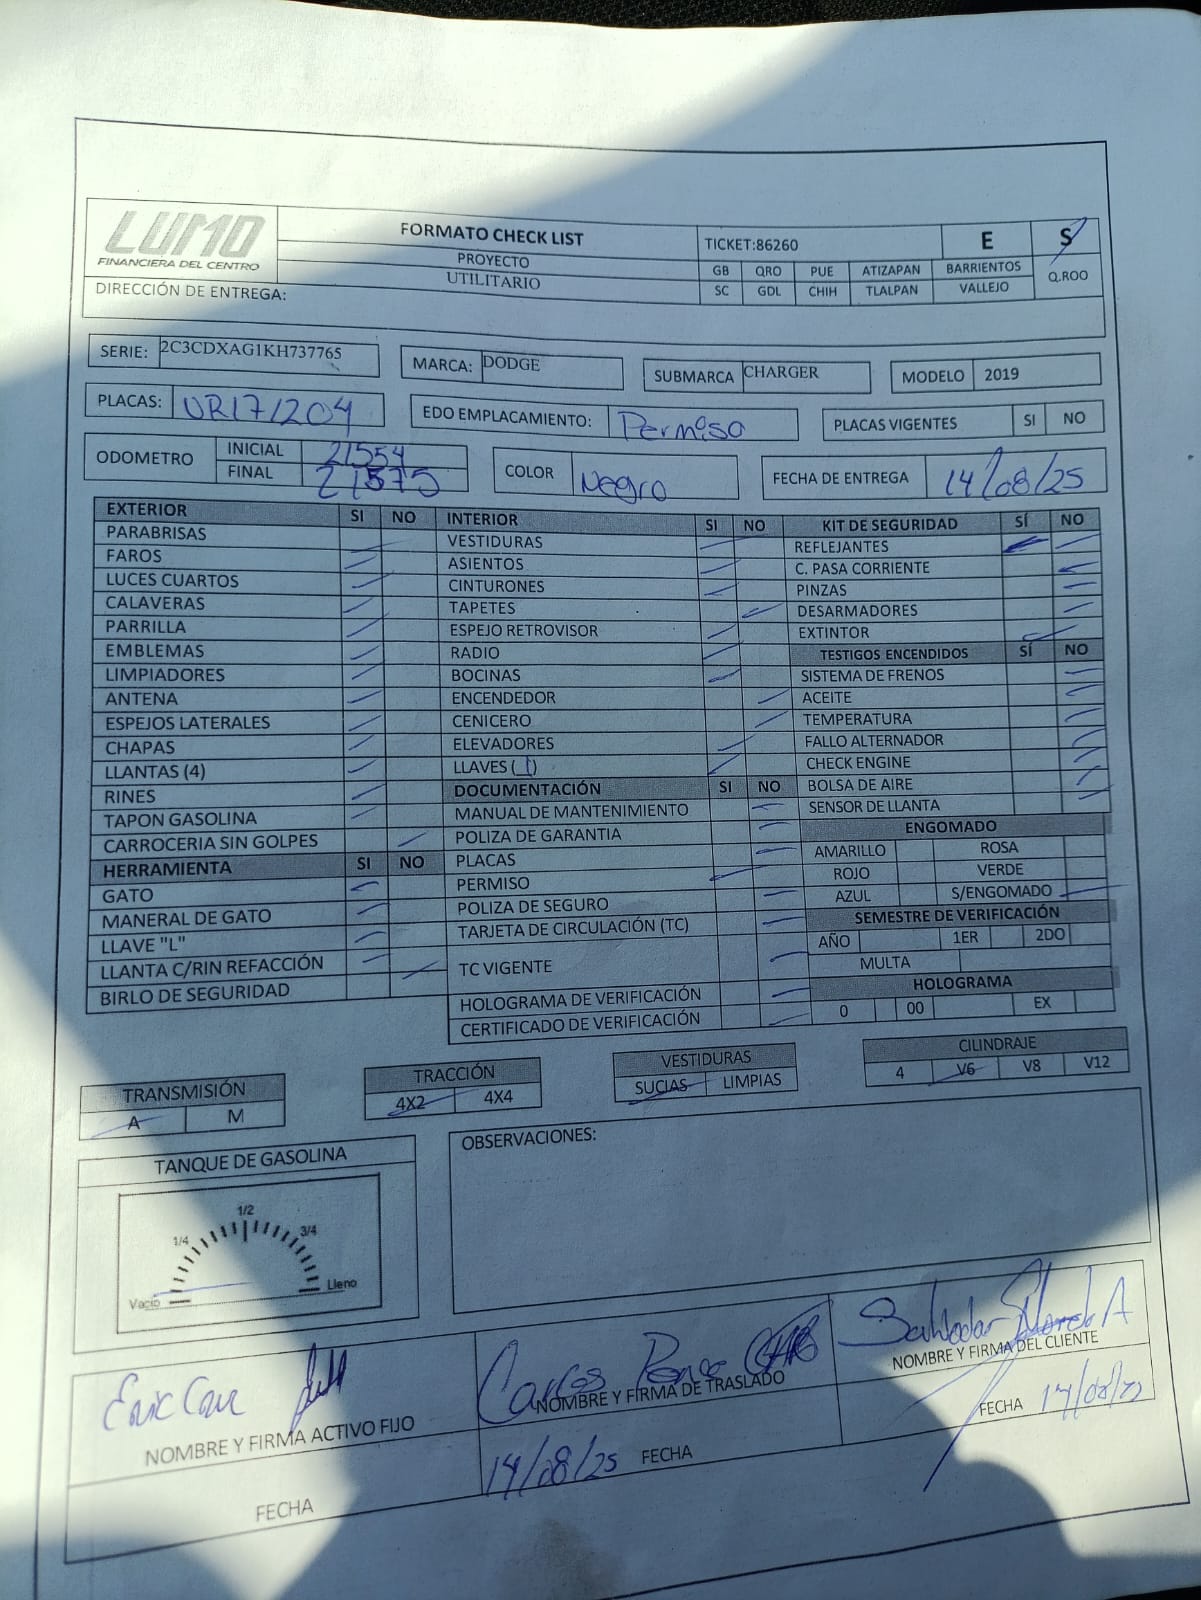 LUMO
FINANCIERA DEL CENTRO
FORMATO CHECK LIST
PROYECTO
UTILITARIO
TICKET:86260 E S
GB QRO PUE ATIZAPAN BARRIENTOS Q.ROO
SC GDL CHIH TLALPAN VALLEJO
DIRECCIÓN DE ENTREGA:
SERIE: 2C3CDXAG1KH737765 MARCA: DODGE SUBMARCA CHARGER MODELO 2019
PLACAS: UR171204 EDO EMPLACAMIENTO: Permiso PLACAS VIGENTES SI NO
ODOMETRO INICIAL 21554
FINAL 21575
COLOR Negro FECHA DE ENTREGA 14/08/25
EXTERIOR SI NO
PARABRISAS
FAROS
LUCES CUARTOS
CALAVERAS
PARRILLA
EMBLEMAS
LIMPIADORES
ANTENA
ESPEJOS LATERALES
CHAPAS
LLANTAS (4)
RINES
TAPON GASOLINA
CARROCERIA SIN GOLPES
HERRAMIENTA SI NO
GATO
MANERAL DE GATO
LLAVE "L"
LLANTA C/RIN REFACCIÓN
BIRLO DE SEGURIDAD
INTERIOR SI NO
VESTIDURAS
ASIENTOS
CINTURONES
TAPETES
ESPEJO RETROVISOR
RADIO
BOCINAS
ENCENDEDOR
CENICERO
ELEVADORES
LLAVES (1)
DOCUMENTACIÓN SI NO
MANUAL DE MANTENIMIENTO
POLIZA DE GARANTIA
PLACAS
PERMISO
POLIZA DE SEGURO
TARJETA DE CIRCULACIÓN (TC)
TC VIGENTE
HOLOGRAMA DE VERIFICACIÓN
CERTIFICADO DE VERIFICACIÓN
KIT DE SEGURIDAD SÍ NO
REFLEJANTES
C. PASA CORRIENTE
PINZAS
DESARMADORES
EXTINTOR
TESTIGOS ENCENDIDOS SÍ NO
SISTEMA DE FRENOS
ACEITE
TEMPERATURA
FALLO ALTERNADOR
CHECK ENGINE
BOLSA DE AIRE
SENSOR DE LLANTA
ENGOMADO
AMARILLO ROSA
ROJO VERDE
AZUL S/ENGOMADO
SEMESTRE DE VERIFICACIÓN
AÑO 1ER 2DO
MULTA
HOLOGRAMA
0 00 EX
TRANSMISIÓN
A M
TRACCIÓN
4X2 4X4
VESTIDURAS
SUCIAS LIMPIAS
CILINDRAJE
4 V6 V8 V12
TANQUE DE GASOLINA
1/2
1/4 3/4
Vacio Lleno
OBSERVACIONES:
Eric
NOMBRE Y FIRMA ACTIVO FIJO
FECHA
Carlos Ponce
NOMBRE Y FIRMA DE TRASLADO
14/08/25 FECHA
Salvador A
NOMBRE Y FIRMA DEL CLIENTE
FECHA